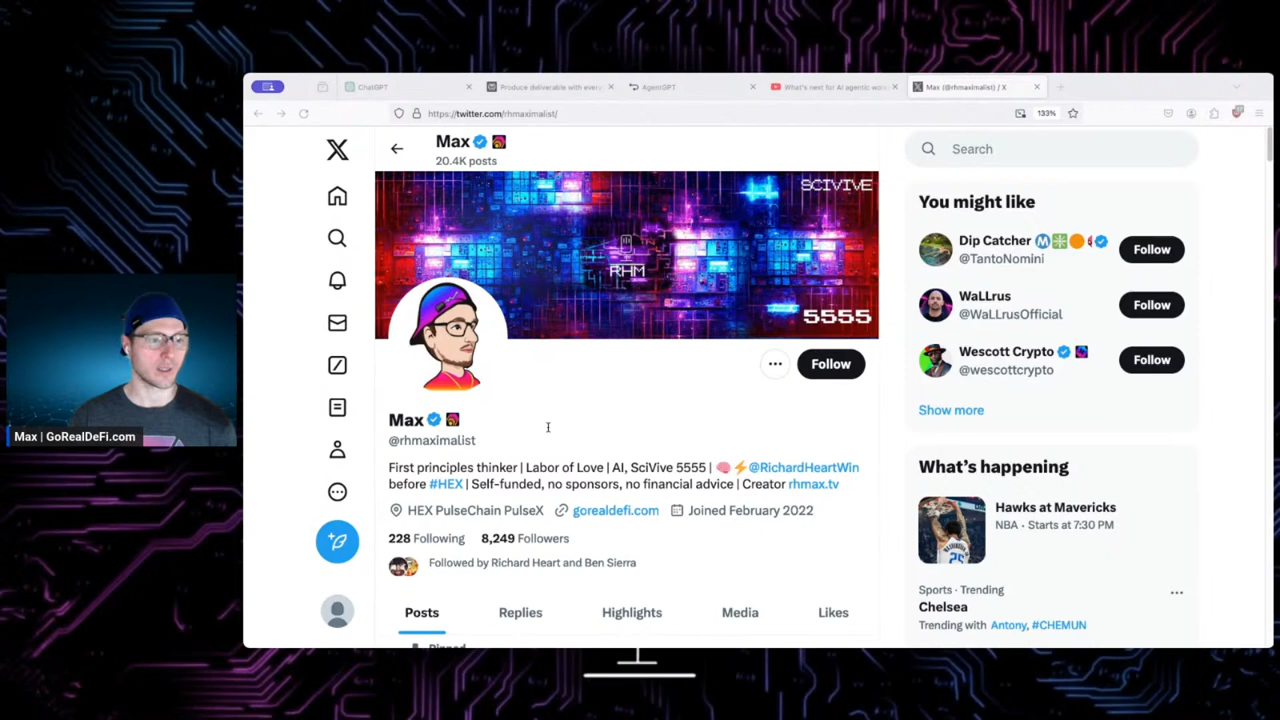 ChatGPT
Produce deliverable with every
AgentGPT
What's next for AI agentic wor
Max (@rhmaximalist) / X
https://twitter.com/rhmaximalist/
133%
Max
20.4K posts
Search
SCIVIVE
RHM
5555
You might like
Dip Catcher
@TantoNomini
Follow
WaLLrus
@WaLLrusOfficial
Follow
Wescott Crypto
@wescottcrypto
Follow
Show more
Follow
Max
@rhmaximalist
First principles thinker | Labor of Love | AI, SciVive 5555 | 🧠⚡@RichardHeartWin
before #HEX | Self-funded, no sponsors, no financial advice | Creator rhmax.tv
HEX PulseChain PulseX gorealdefi.com Joined February 2022
228 Following 8,249 Followers
Followed by Richard Heart and Ben Sierra
Posts Replies Highlights Media Likes
What's happening
Hawks at Mavericks
NBA · Starts at 7:30 PM
Sports · Trending
Chelsea
Trending with Antony, #CHEMUN
Max | GoRealDeFi.com